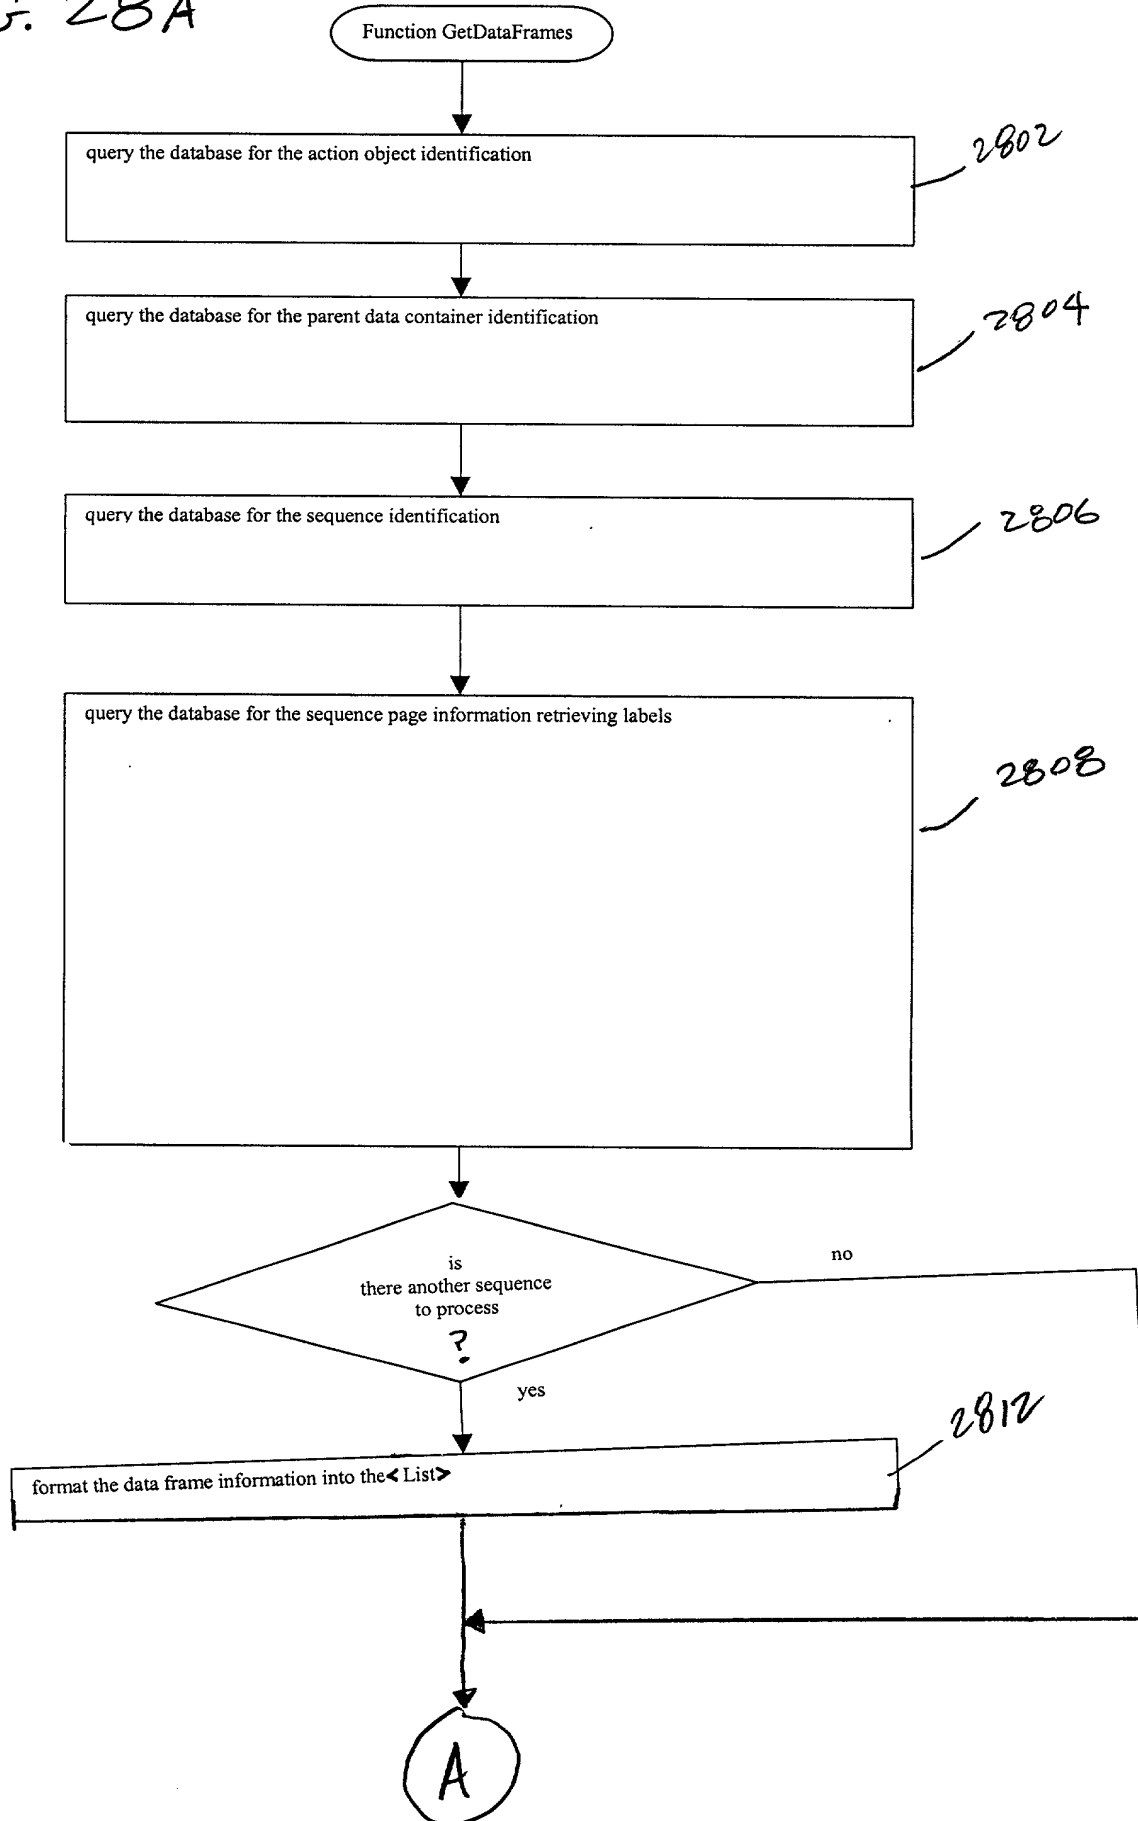 G. 28A
Function GetDataFrames
query the database for the action object identification
2802
query the database for the parent data container identification
2804
query the database for the sequence identification
2806
query the database for the sequence page information retrieving labels
2808
is
there another sequence
to process
?
no
yes
2812
format the data frame information into the< List>
A